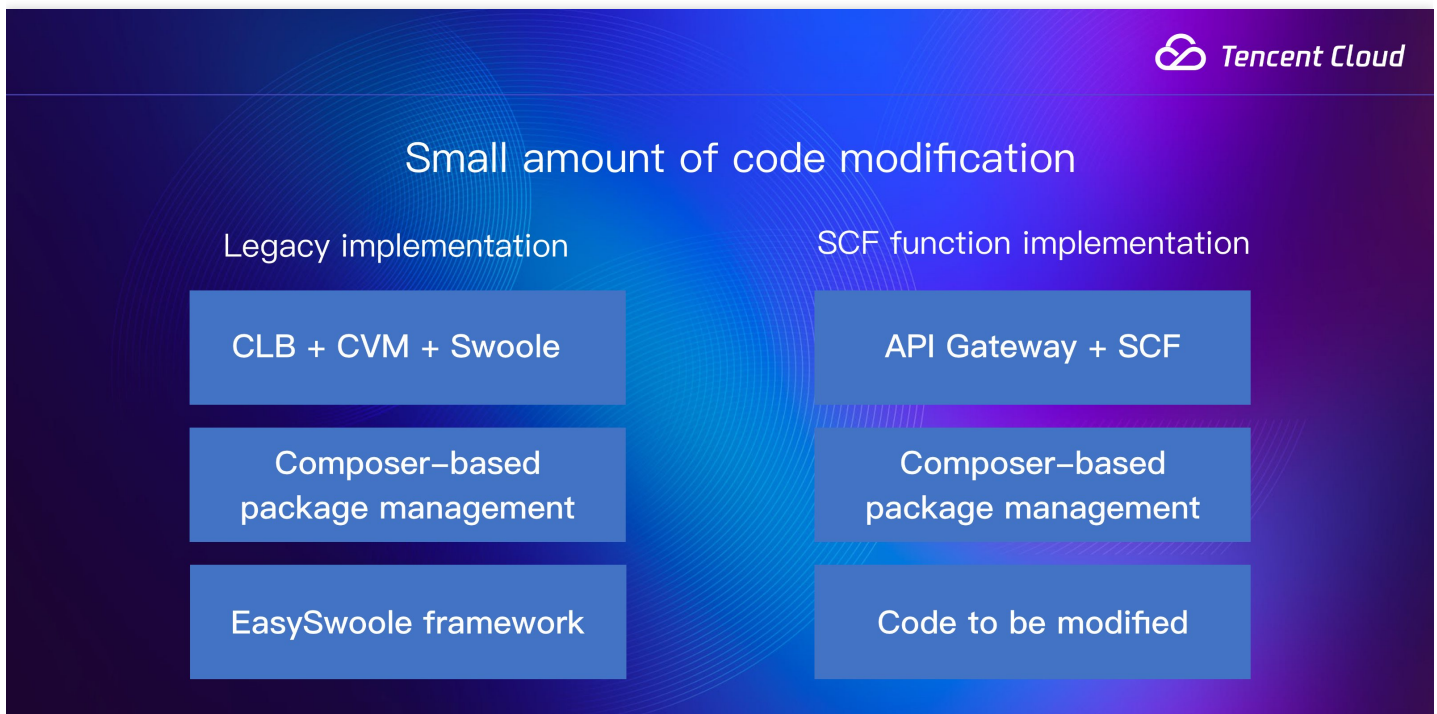 Tencent Cloud
Small amount of code modification
Legacy implementation
CLB + CVM + Swoole
Composer–based
package management
EasySwoole framework
SCF function implementation
API Gateway + SCF
Composer–based
package management
Code to be modified